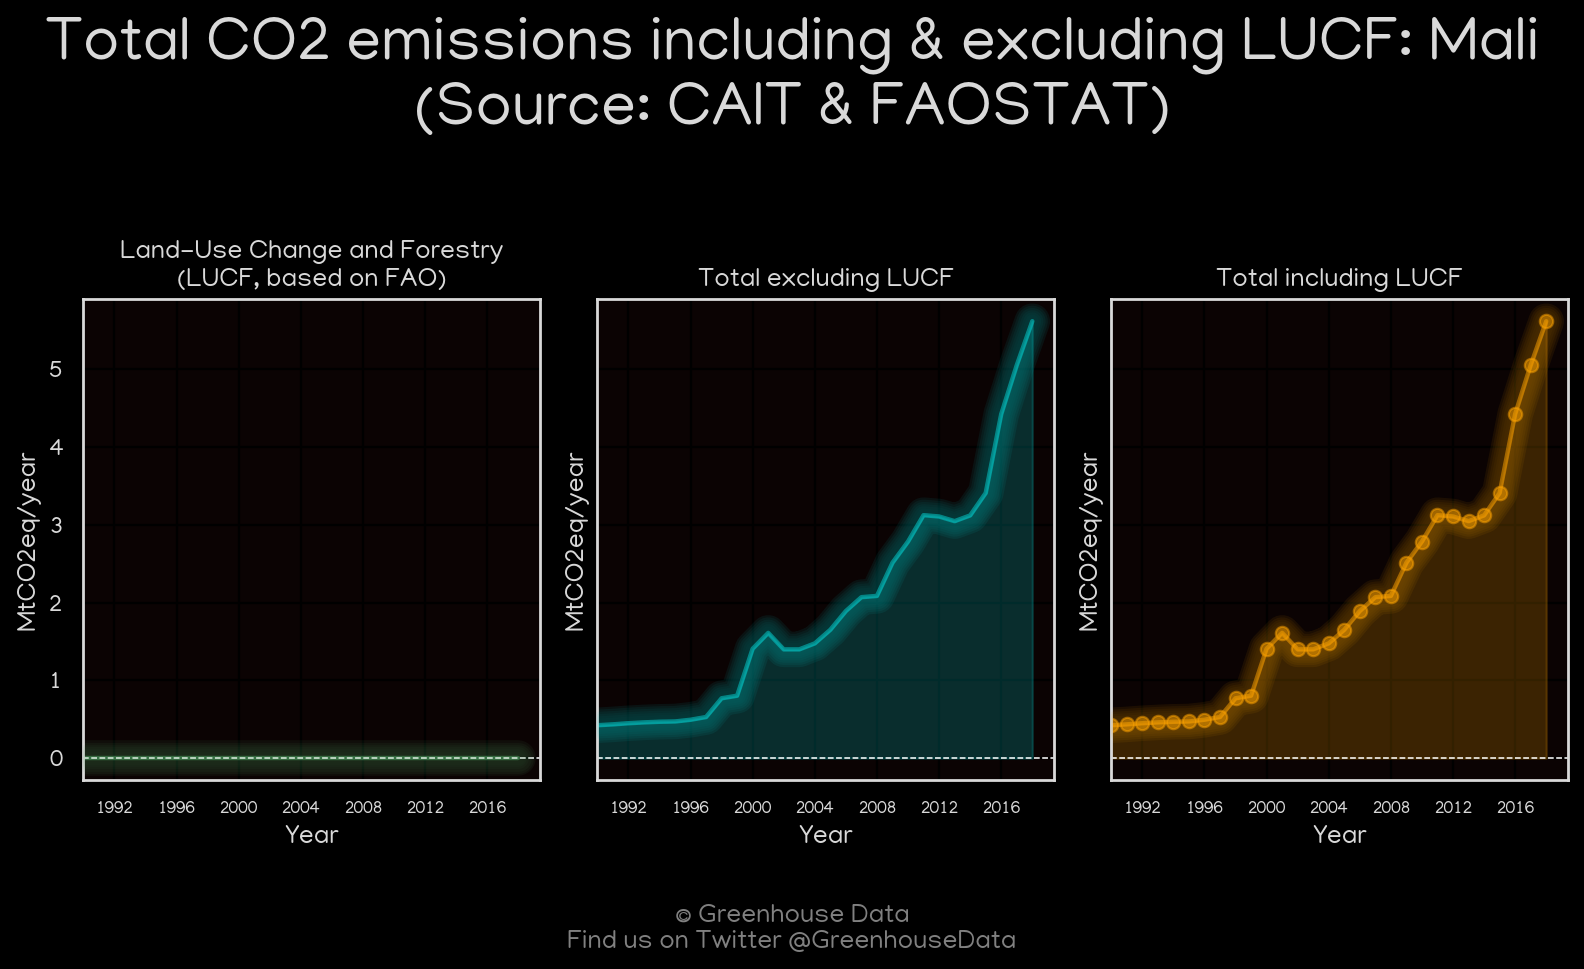 Total CO2 emissions including & excluding LUCF: Mali
(Source: CAIT & FAOSTAT)
Land-Use Change and Forestry
(LUCF, based on FAO)
Total excluding LUCF
Total including LUCF
MtCO2eq/year
5
4
3
2
1
0
1992 1996 2000 2004 2008 2012 2016
Year
MtCO2eq/year
1992 1996 2000 2004 2008 2012 2016
Year
MtCO2eq/year
1992 1996 2000 2004 2008 2012 2016
Year
© Greenhouse Data
Find us on Twitter @GreenhouseData